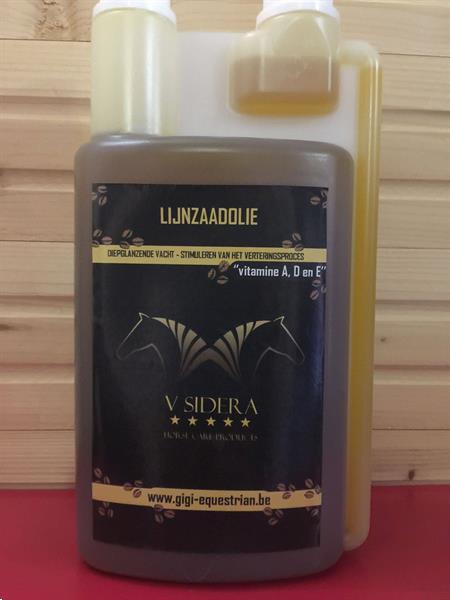 LIJNZAADOLIE
DIEPGLANZENDE VACHT - STIMULEREN VAN HET VERTERINGSPROCES
"vitamine A, D en E"
V SIDERA
HORSE CARE PRODUCTS
www.gigi-equestrian.be